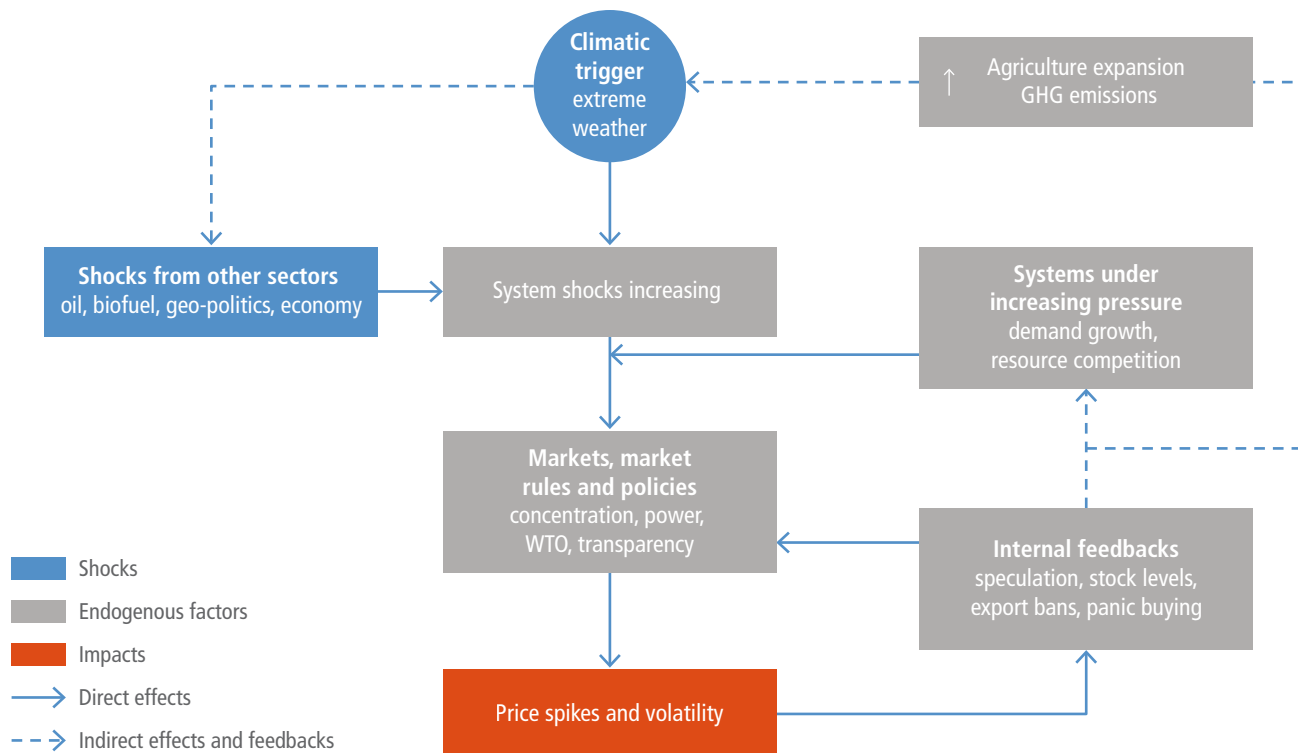 Climatic
trigger
extreme
weather
↑ Agriculture expansion
GHG emissions
Shocks from other sectors
oil, biofuel, geo-politics, economy
System shocks increasing
Systems under
increasing pressure
demand growth,
resource competition
Markets, market
rules and policies
concentration, power,
WTO, transparency
Internal feedbacks
speculation, stock levels,
export bans, panic buying
Price spikes and volatility
Shocks
Endogenous factors
Impacts
Direct effects
Indirect effects and feedbacks